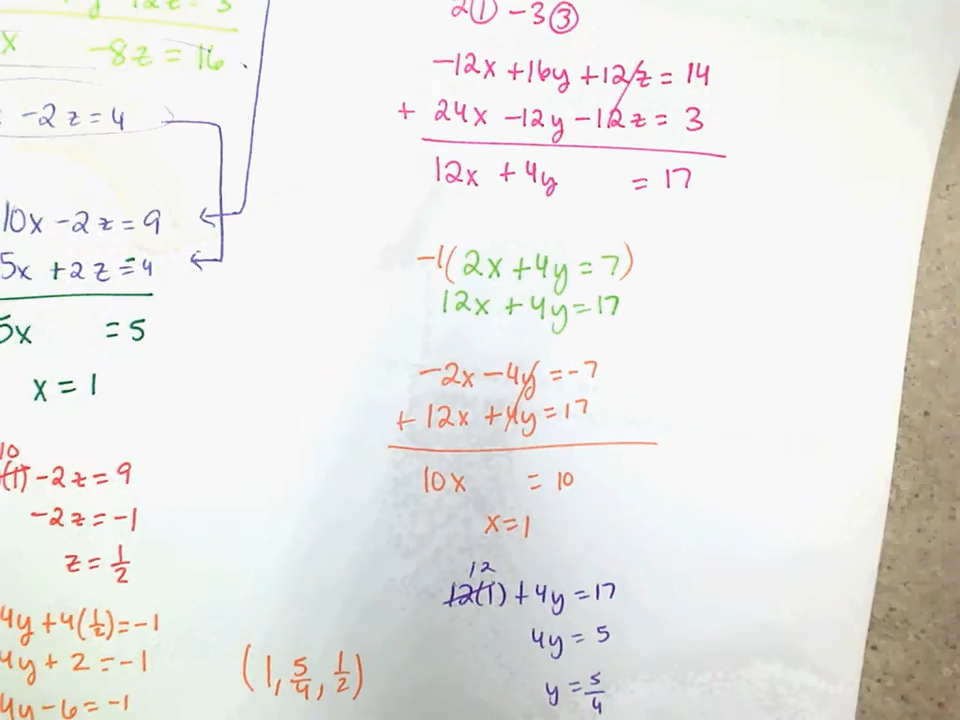 -8z = 16
-2z = 4
10x - 2z = 9
5x + 2z = -4
5x = 5
x = 1
10
(1) - 2z = 9
-2z = -1
z = 1/2
4y + 4(1/2) = -1
4y + 2 = -1
4y - 6 = -1
(1, 5/4, 1/2)
2① - 3③
-12x + 16y + 12z = 14
+ 24x - 12y - 12z = 3
12x + 4y = 17
-1(2x + 4y = 7)
12x + 4y = 17
-2x - 4y = -7
+ 12x + 4y = 17
10x = 10
x = 1
12
12(1) + 4y = 17
4y = 5
y = 5/4